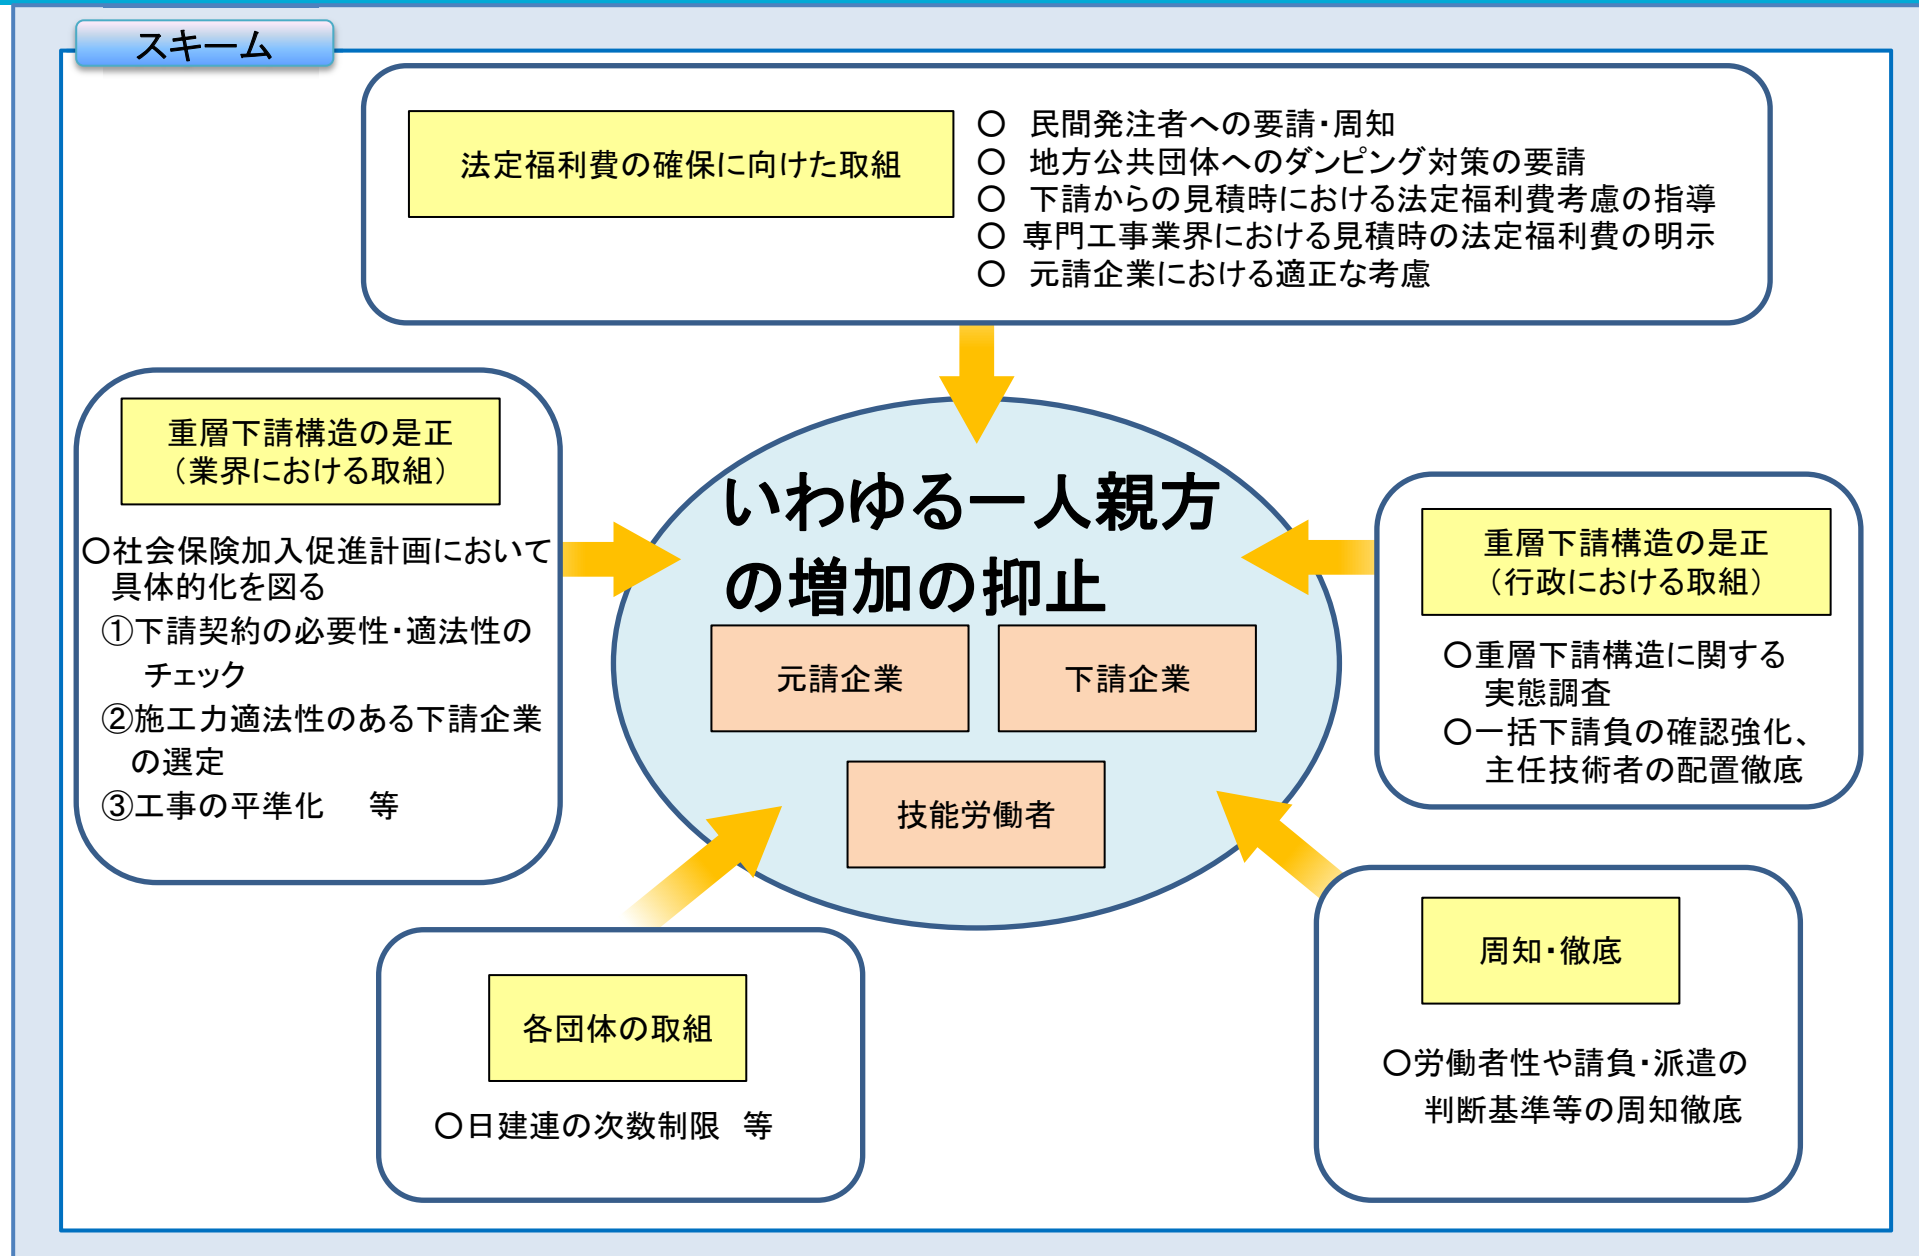 スキーム
法定福利費の確保に向けた取組
○ 民間発注者への要請・周知
○ 地方公共団体へのダンピング対策の要請
○ 下請からの見積時における法定福利費考慮の指導
○ 専門工事業界における見積時の法定福利費の明示
○ 元請企業における適正な考慮
重層下請構造の是正
（業界における取組）
○社会保険加入促進計画において
具体的化を図る
①下請契約の必要性・適法性の
チェック
②施工力適法性のある下請企業
の選定
③工事の平準化　等
いわゆる一人親方
の増加の抑止
元請企業
下請企業
技能労働者
重層下請構造の是正
（行政における取組）
○重層下請構造に関する
実態調査
○一括下請負の確認強化、
主任技術者の配置徹底
各団体の取組
○日建連の次数制限　等
周知・徹底
○労働者性や請負・派遣の
判断基準等の周知徹底